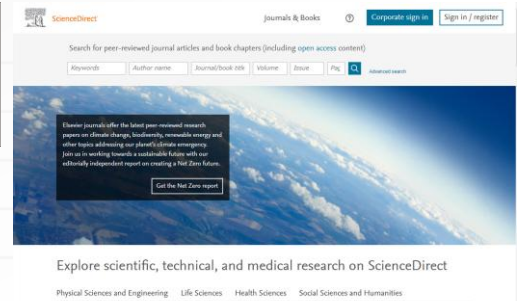 ScienceDirect
Journals & Books
Corporate sign in
Sign in / register
Search for peer-reviewed journal articles and book chapters (including open access content)
Keywords
Author name
Journal/book title
Volume
Issue
Pag
Advanced search
Elsevier journals offer the latest peer-reviewed research
papers on climate change, biodiversity, renewable energy and
other topics addressing our planet's climate emergency.
Join us in working towards a sustainable future with our
editorially independent report on creating a Net Zero future.
Get the Net Zero report
Explore scientific, technical, and medical research on ScienceDirect
Physical Sciences and Engineering
Life Sciences
Health Sciences
Social Sciences and Humanities